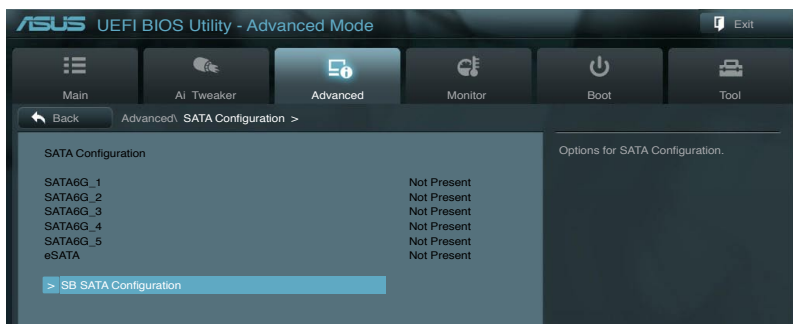 ASUS UEFI BIOS Utility - Advanced Mode Exit
Main Ai Tweaker Advanced Monitor Boot Tool
Back Advanced\ SATA Configuration >
SATA Configuration
Options for SATA Configuration.
SATA6G_1 Not Present
SATA6G_2 Not Present
SATA6G_3 Not Present
SATA6G_4 Not Present
SATA6G_5 Not Present
eSATA Not Present
> SB SATA Configuration